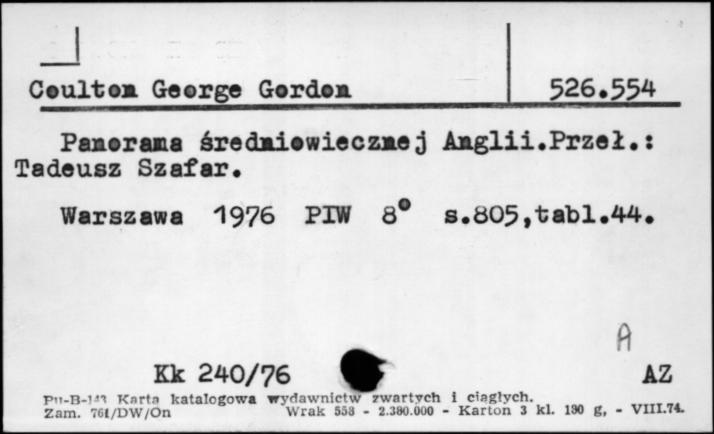 Coulton George Gordon 526.554
Panorama średniowiecznej Anglii.Przeł.:
Tadeusz Szafar.
Warszawa 1976 PIW 8° s.805,tabl.44.
A
Kk 240/76 AZ
Pu-B-143 Karta katalogowa wydawnictw zwartych i ciągłych.
Zam. 761/DW/On Wrak 558 - 2.380.000 - Karton 3 kl. 180 g, - VIII.74.